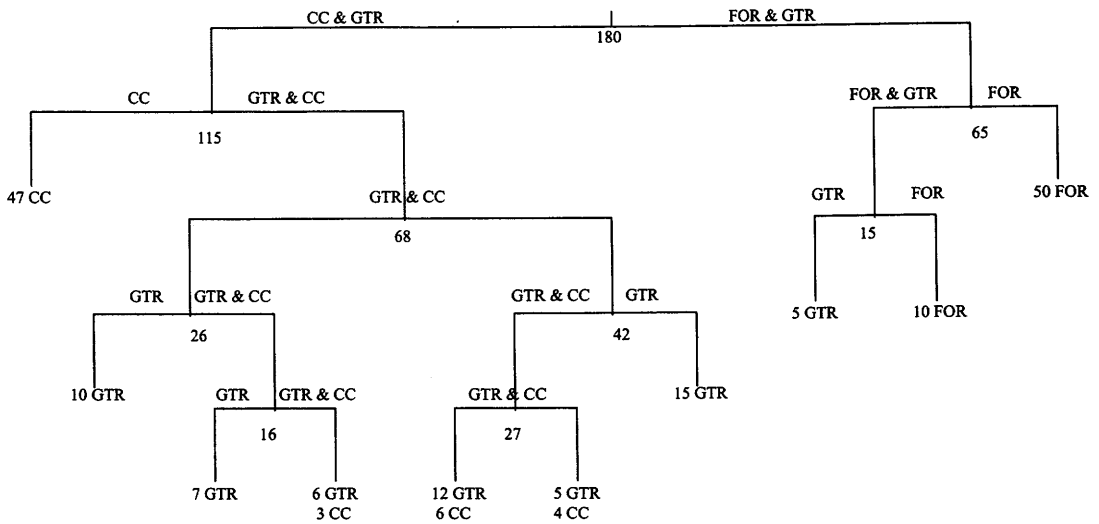 CC & GTR
FOR & GTR
180
CC
GTR & CC
FOR & GTR
FOR
115
65
47 CC
GTR & CC
GTR
FOR
50 FOR
68
15
GTR
GTR & CC
GTR & CC
GTR
5 GTR
10 FOR
26
42
10 GTR
GTR
GTR & CC
GTR & CC
15 GTR
16
27
7 GTR
6 GTR
3 CC
12 GTR
6 CC
5 GTR
4 CC